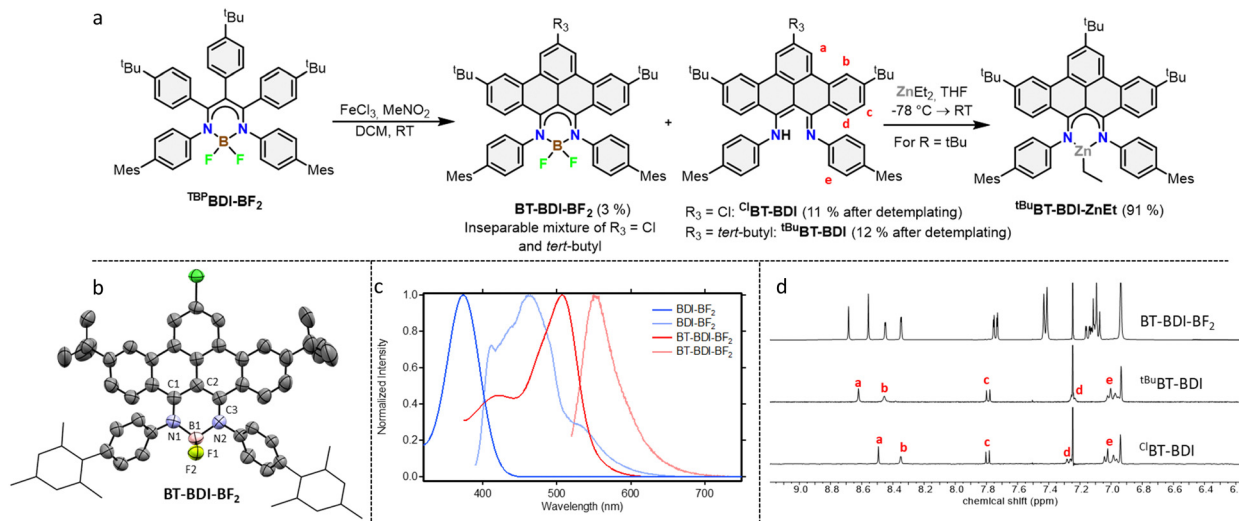 a
tBu
tBu
tBu
N
N
B
F
F
Mes
Mes
TBPBDI-BF2
FeCl3, MeNO2
DCM, RT
R3
tBu
tBu
N
N
B
F
F
Mes
Mes
BT-BDI-BF2 (3 %)
Inseparable mixture of R3 = Cl
and tert-butyl
+
R3
a
b
tBu
tBu
c
d
NH
N
e
Mes
Mes
R3 = Cl: ClBT-BDI (11 % after detemplating)
R3 = tert-butyl: tBuBT-BDI (12 % after detemplating)
ZnEt2, THF
-78 °C → RT
For R = tBu
tBu
tBu
tBu
N
N
Zn
Mes
Mes
tBuBT-BDI-ZnEt (91 %)
b
C1
C2
C3
N1
B1
N2
F1
F2
BT-BDI-BF2
c
Normalized Intensity
1.0
0.8
0.6
0.4
0.2
0.0
400
500
600
700
Wavelength (nm)
BDI-BF2
BDI-BF2
BT-BDI-BF2
BT-BDI-BF2
d
BT-BDI-BF2
a
b
c
d
e
tBuBT-BDI
a
b
c
d
e
ClBT-BDI
9.0 8.8 8.6 8.4 8.2 8.0 7.8 7.6 7.4 7.2 7.0 6.8 6.6 6.4
chemical shift (ppm)